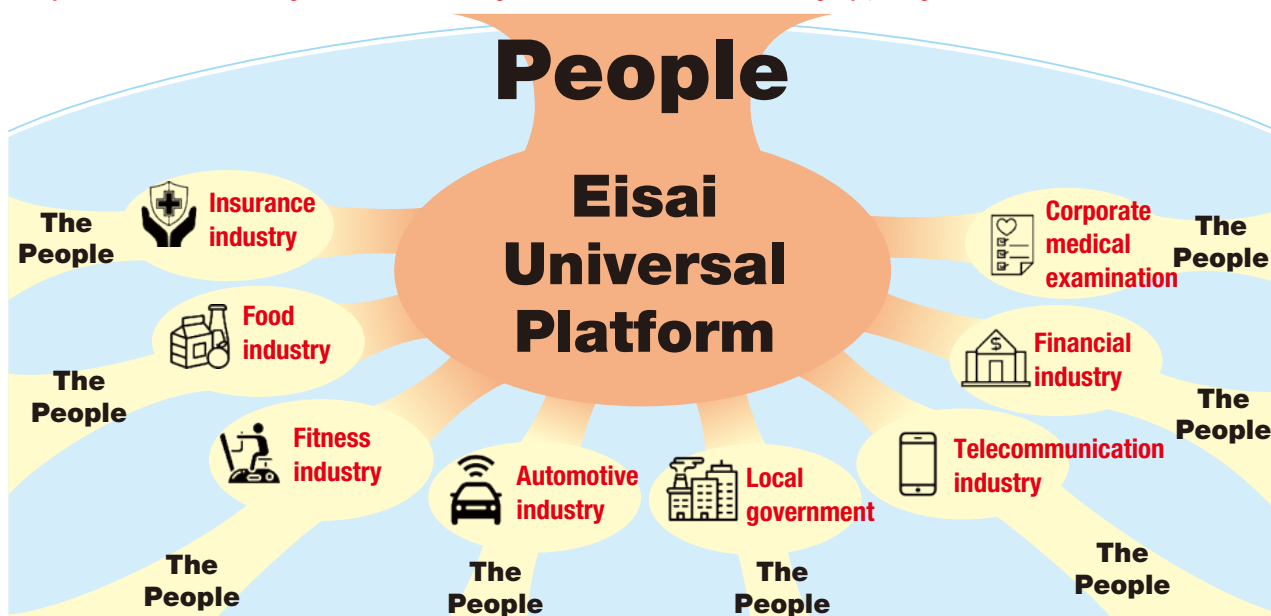 People
Eisai
Universal
Platform
The
People
Insurance
industry
Corporate
medical
examination
The
People
Food
industry
Financial
industry
The
People
The
People
Fitness
industry
Automotive
industry
Local
government
Telecommunication
industry
The
People
The
People
The
People
The
People